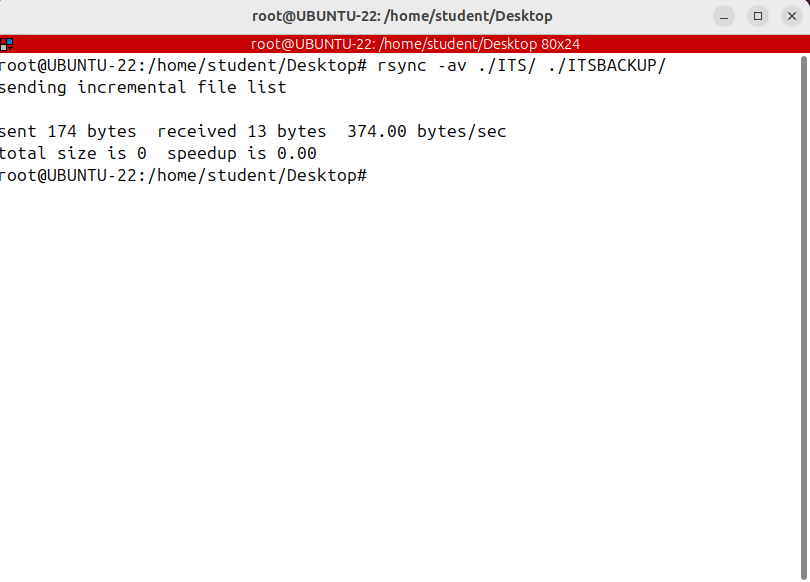 root@UBUNTU-22: /home/student/Desktop
root@UBUNTU-22: /home/student/Desktop 80x24
root@UBUNTU-22:/home/student/Desktop# rsync -av ./ITS/ ./ITSBACKUP/
sending incremental file list
sent 174 bytes  received 13 bytes  374.00 bytes/sec
total size is 0  speedup is 0.00
root@UBUNTU-22:/home/student/Desktop#